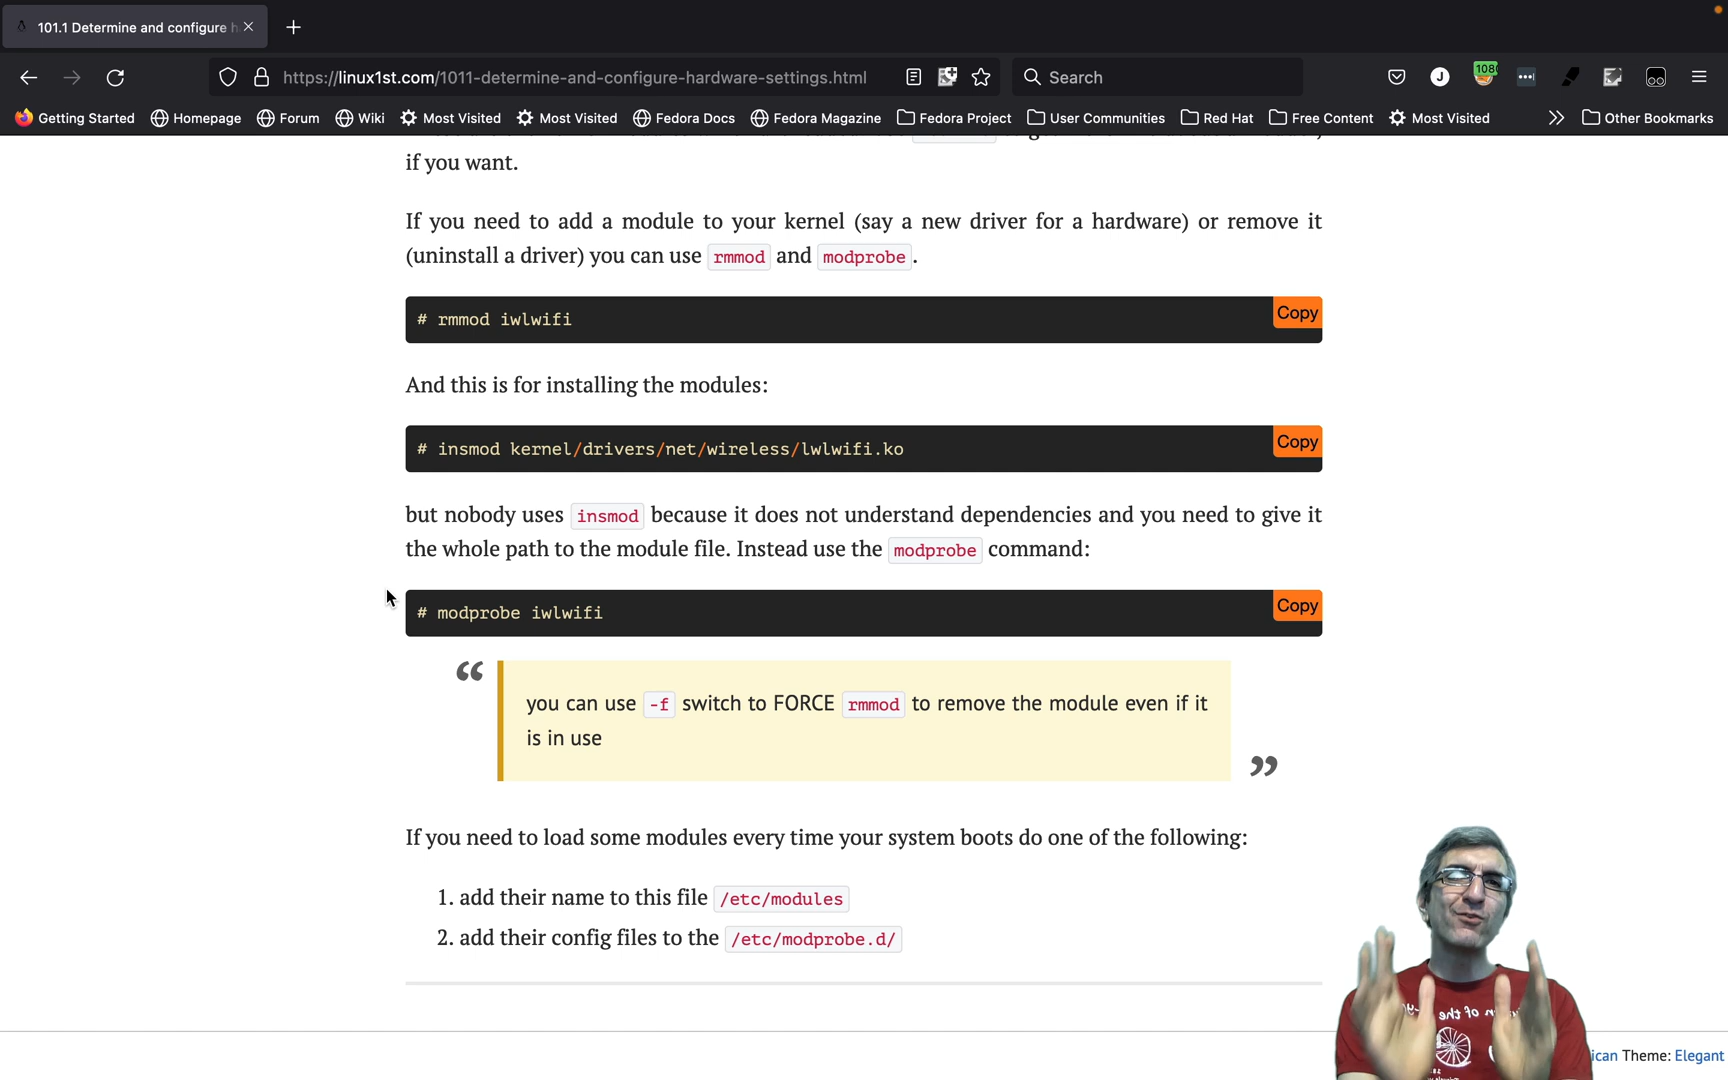 101.1 Determine and configure h
https://linux1st.com/1011-determine-and-configure-hardware-settings.html
Search
J
108
Getting Started
Homepage
Forum
Wiki
Most Visited
Most Visited
Fedora Docs
Fedora Magazine
Fedora Project
User Communities
Red Hat
Free Content
Most Visited
Other Bookmarks
if you want.
If you need to add a module to your kernel (say a new driver for a hardware) or remove it
(uninstall a driver) you can use rmmod and modprobe.
# rmmod iwlwifi
Copy
And this is for installing the modules:
# insmod kernel/drivers/net/wireless/lwlwifi.ko
Copy
but nobody uses insmod because it does not understand dependencies and you need to give it
the whole path to the module file. Instead use the modprobe command:
# modprobe iwlwifi
Copy
“
you can use -f switch to FORCE rmmod to remove the module even if it
is in use
”
If you need to load some modules every time your system boots do one of the following:
1. add their name to this file /etc/modules
2. add their config files to the /etc/modprobe.d/
ican Theme: Elegant